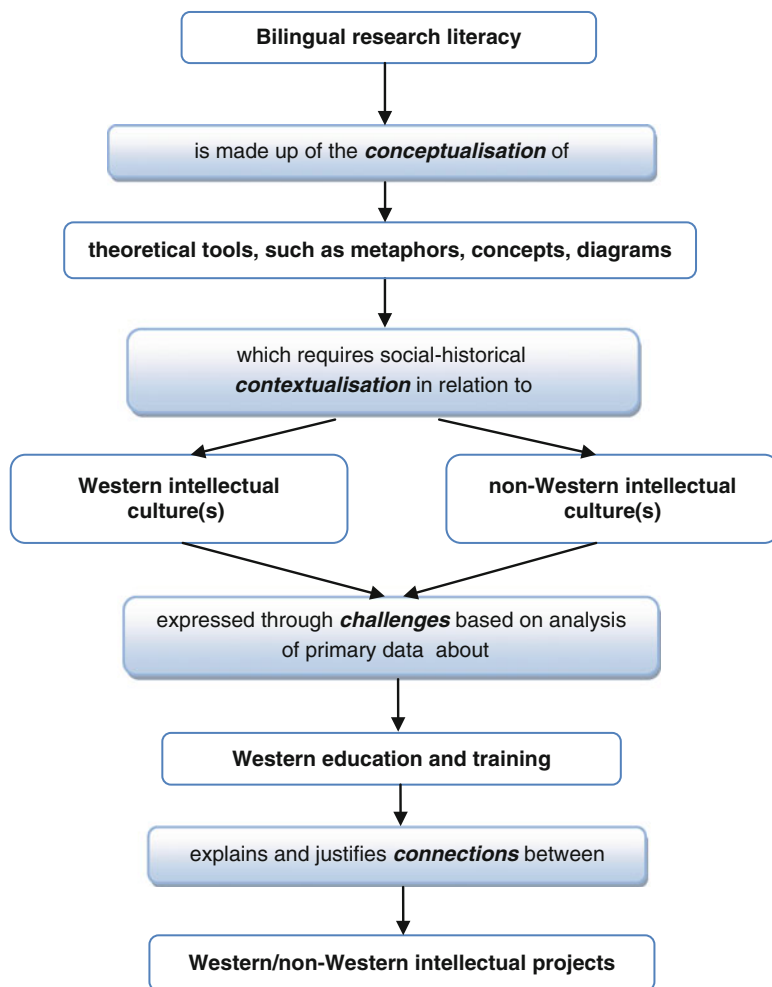 Bilingual research literacy
is made up of the conceptualisation of
theoretical tools, such as metaphors, concepts, diagrams
which requires social-historical
contextualisation in relation to
Western intellectual
culture(s)
non-Western intellectual
culture(s)
expressed through challenges based on analysis
of primary data about
Western education and training
explains and justifies connections between
Western/non-Western intellectual projects